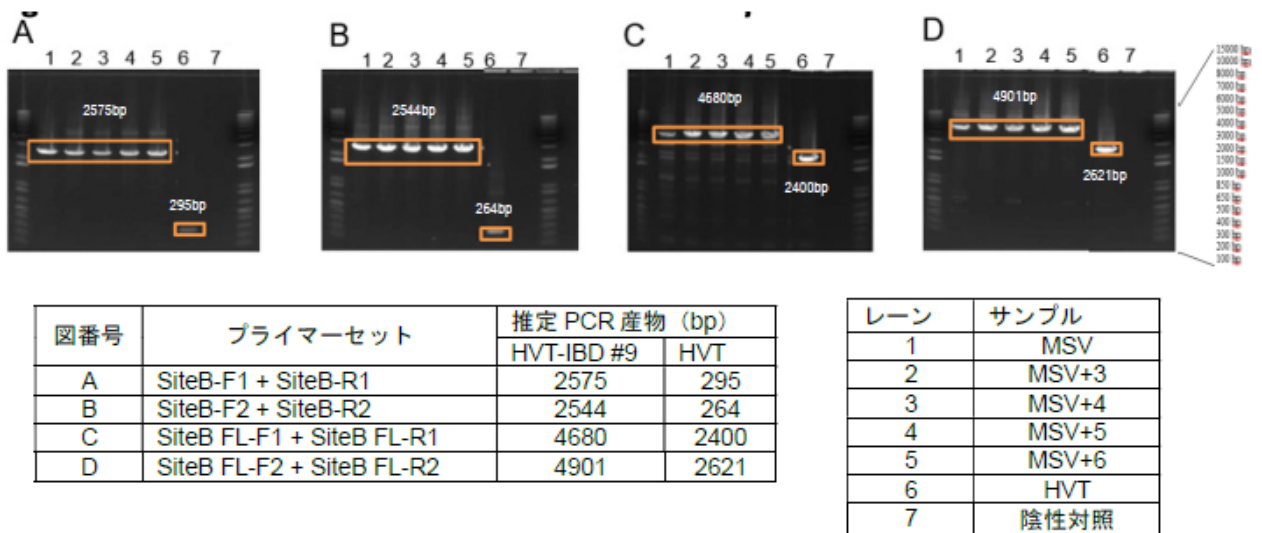 A
1 2 3 4 5 6 7
2575bp
295bp
B
1 2 3 4 5 6 7
2544bp
264bp
C
1 2 3 4 5 6 7
4680bp
2400bp
D
1 2 3 4 5 6 7
4901bp
2621bp
15000 bp
10000 bp
8000 bp
7000 bp
6000 bp
5000 bp
4000 bp
3000 bp
2000 bp
1500 bp
1000 bp
850 bp
650 bp
500 bp
400 bp
300 bp
200 bp
100 bp
図番号 プライマーセット 推定 PCR 産物 (bp)
HVT-IBD #9 HVT
A SiteB-F1 + SiteB-R1 2575 295
B SiteB-F2 + SiteB-R2 2544 264
C SiteB FL-F1 + SiteB FL-R1 4680 2400
D SiteB FL-F2 + SiteB FL-R2 4901 2621
レーン サンプル
1 MSV
2 MSV+3
3 MSV+4
4 MSV+5
5 MSV+6
6 HVT
7 陰性対照